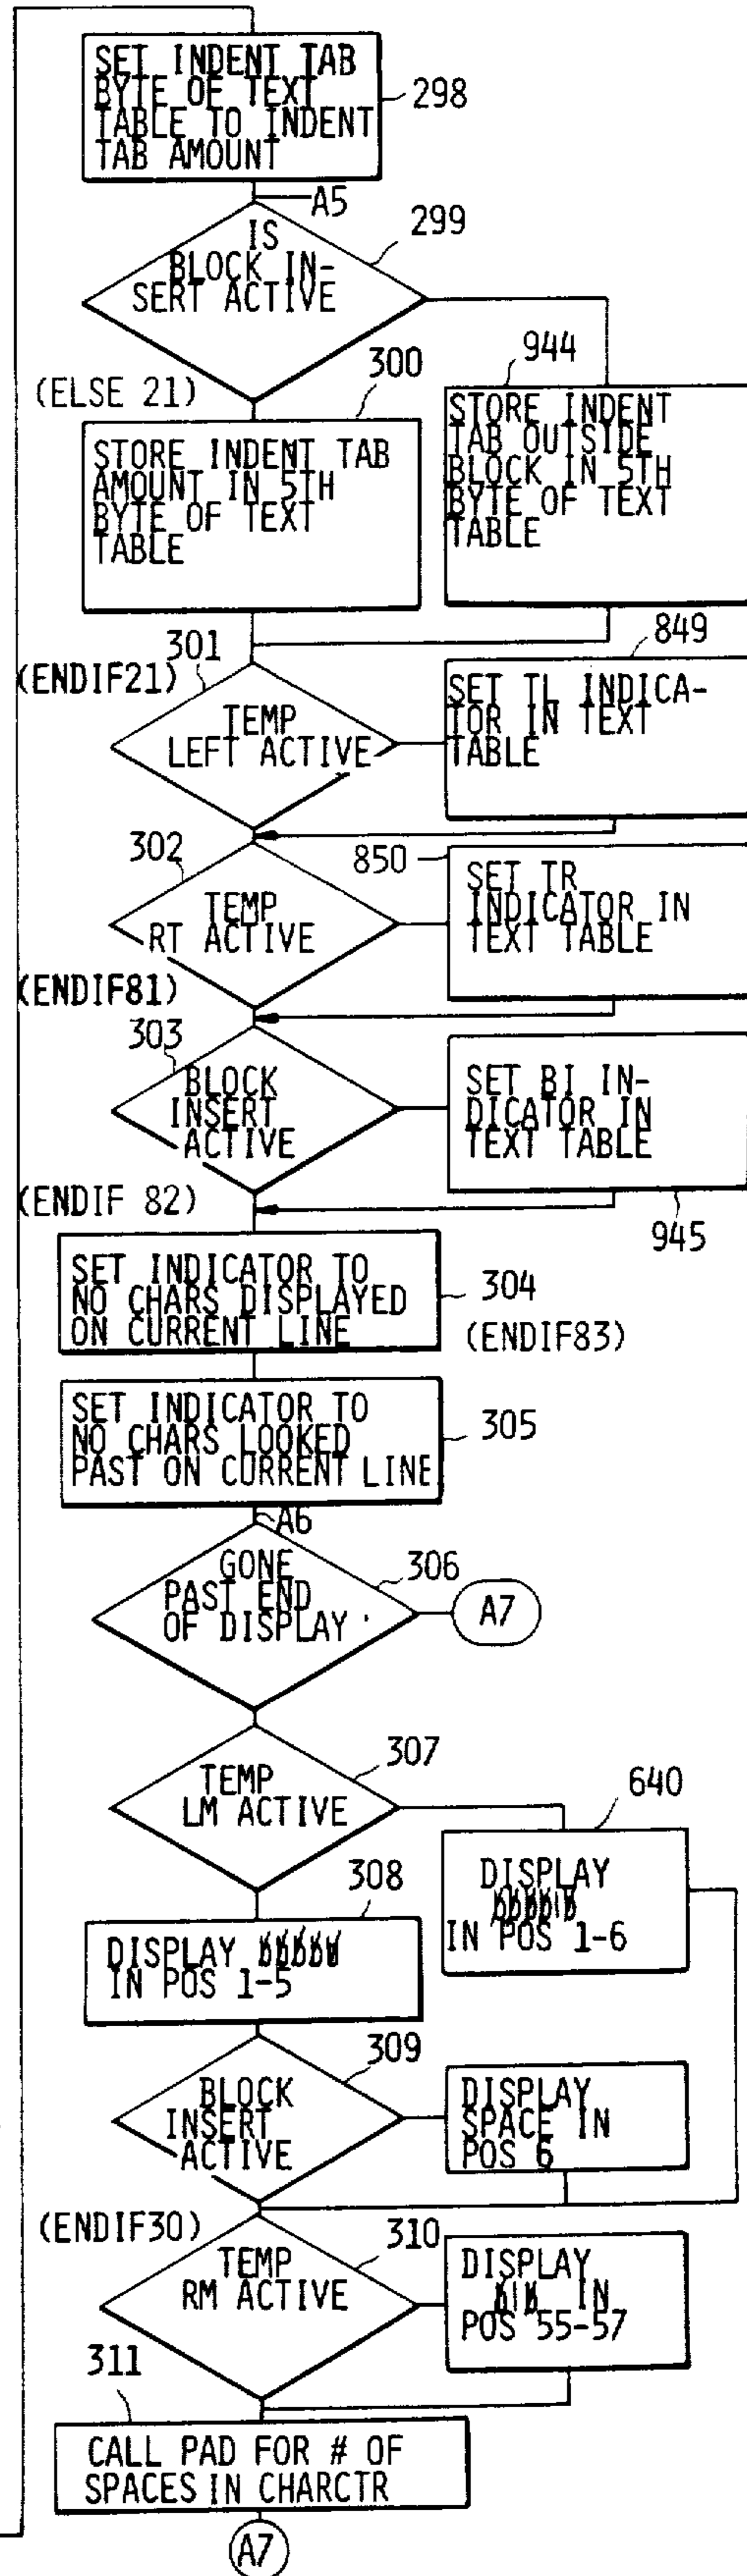 SET INDENT TAB
BYTE OF TEXT
TABLE TO INDENT
TAB AMOUNT
298
A5
299
IS
BLOCK IN-
SERT ACTIVE
944
300
(ELSE 21)
STORE INDENT TAB
AMOUNT IN 5TH
BYTE OF TEXT
TABLE
STORE INDENT
TAB OUTSIDE
BLOCK IN 5TH
BYTE OF TEXT
TABLE
849
301
(ENDIF21)
TEMP
LEFT ACTIVE
SET TL INDICA-
TOR IN TEXT
TABLE
302
850
TEMP
RT ACTIVE
SET TR
INDICATOR IN
TEXT TABLE
(ENDIF81)
303
BLOCK
INSERT
ACTIVE
SET BI IN-
DICATOR IN
TEXT TABLE
(ENDIF 82)
945
SET INDICATOR TO
NO CHARS DISPLAYED
ON CURRENT LINE
304
(ENDIF83)
SET INDICATOR TO
NO CHARS LOOKED
PAST ON CURRENT LINE
305
A6
306
GONE
PAST END
OF DISPLAY
A7
307
TEMP
LM ACTIVE
640
DISPLAY
IN POS 1-6
308
DISPLAY
IN POS 1-5
309
BLOCK
INSERT
ACTIVE
DISPLAY
SPACE IN
POS 6
(ENDIF30)
310
TEMP
RM ACTIVE
DISPLAY
IN
POS 55-57
311
CALL PAD FOR # OF
SPACES IN CHARCTR
A7